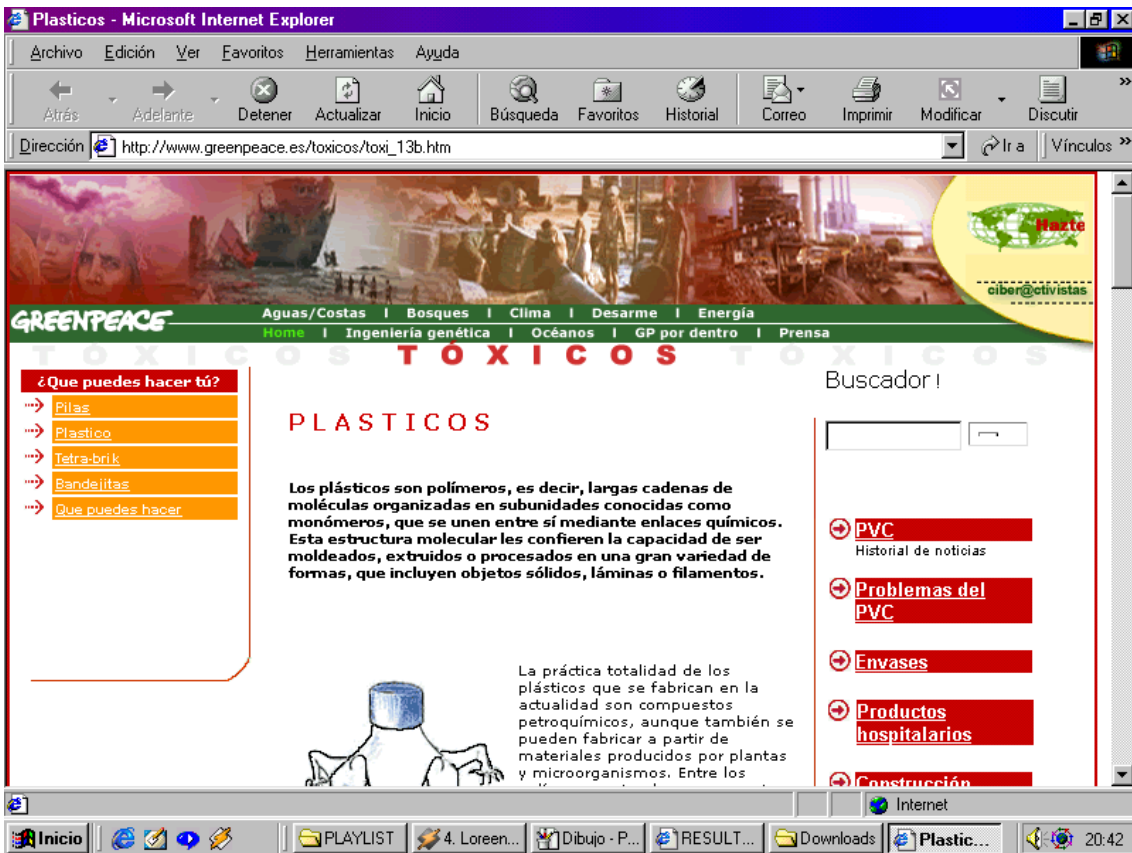 Plasticos - Microsoft Internet Explorer
Archivo Edición Ver Favoritos Herramientas Ayuda
Atrás Adelante Detener Actualizar Inicio Búsqueda Favoritos Historial Correo Imprimir Modificar Discutir »
Dirección http://www.greenpeace.es/toxicos/toxi_13b.htm Ir a Vínculos »
Hazte
ciber@ctivistas
GREENPEACE
Aguas/Costas I Bosques I Clima I Desarme I Energía
Home I Ingeniería genética I Océanos I GP por dentro I Prensa
TÓXICOS TÓXICOS TÓXICOS
¿Que puedes hacer tú?
Pilas
Plastico
Tetra-brik
Bandejitas
Que puedes hacer
PLASTICOS
Los plásticos son polímeros, es decir, largas cadenas de
moléculas organizadas en subunidades conocidas como
monómeros, que se unen entre sí mediante enlaces químicos.
Esta estructura molecular les confieren la capacidad de ser
moldeados, extruidos o procesados en una gran variedad de
formas, que incluyen objetos sólidos, láminas o filamentos.
La práctica totalidad de los
plásticos que se fabrican en la
actualidad son compuestos
petroquímicos, aunque también se
pueden fabricar a partir de
materiales producidos por plantas
y microorganismos. Entre los
Buscador!
PVC
Historial de noticias
Problemas del
PVC
Envases
Productos
hospitalarios
Construcción
Internet
Inicio PLAYLIST 4. Loreen... Dibujo - P... RESULT... Downloads Plastic... 20:42